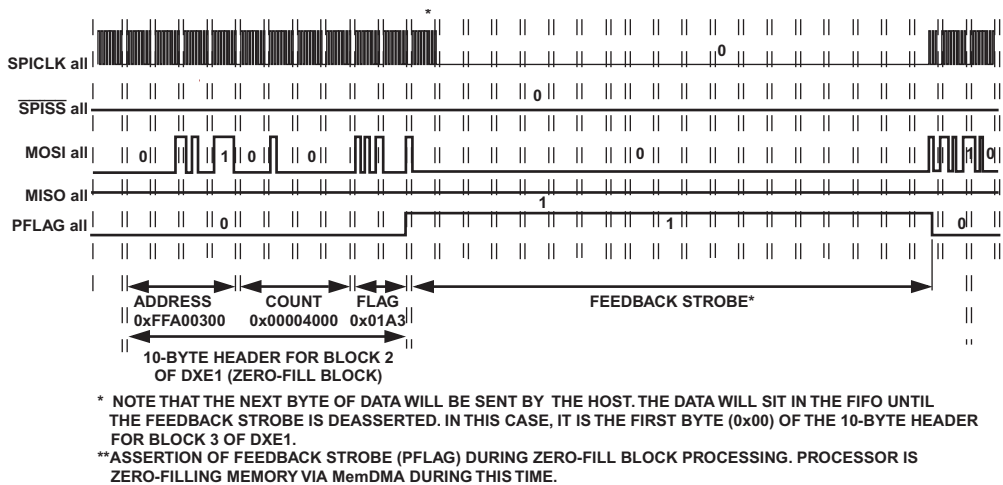 *
SPICLK all
0
SPISS all
0
MOSI all
0 1 0 0 0 1 0
MISO all
1
PFLAG all
0 1 0
ADDRESS COUNT FLAG FEEDBACK STROBE*
0xFFA00300 0x00004000 0x01A3
10-BYTE HEADER FOR BLOCK 2
OF DXE1 (ZERO-FILL BLOCK)
* NOTE THAT THE NEXT BYTE OF DATA WILL BE SENT BY THE HOST. THE DATA WILL SIT IN THE FIFO UNTIL
THE FEEDBACK STROBE IS DEASSERTED. IN THIS CASE, IT IS THE FIRST BYTE (0x00) OF THE 10-BYTE HEADER
FOR BLOCK 3 OF DXE1.
**ASSERTION OF FEEDBACK STROBE (PFLAG) DURING ZERO-FILL BLOCK PROCESSING. PROCESSOR IS
ZERO-FILLING MEMORY VIA MemDMA DURING THIS TIME.